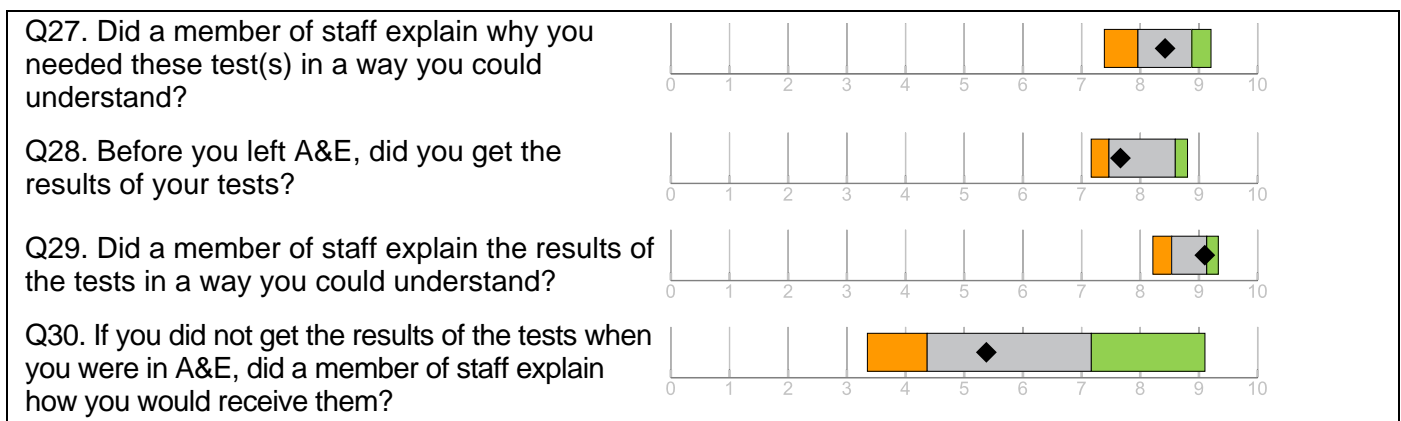 Q27. Did a member of staff explain why you
needed these test(s) in a way you could
understand?
0 1 2 3 4 5 6 7 8 9 10
Q28. Before you left A&E, did you get the
results of your tests?
0 1 2 3 4 5 6 7 8 9 10
Q29. Did a member of staff explain the results of
the tests in a way you could understand?
0 1 2 3 4 5 6 7 8 9 10
Q30. If you did not get the results of the tests when
you were in A&E, did a member of staff explain
how you would receive them?
0 1 2 3 4 5 6 7 8 9 10